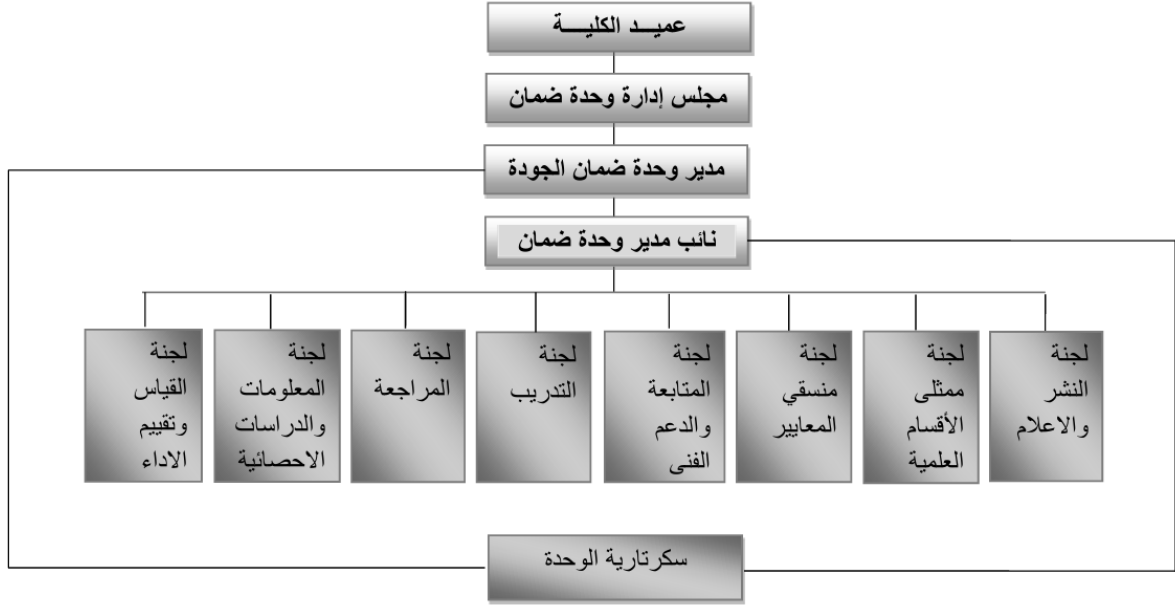 عميـــد الكليـــــة
مجلس إدارة وحدة ضمان
مدير وحدة ضمان الجودة
نائب مدير وحدة ضمان
لجنة
النشر
والاعلام
لجنة
ممثلى
الأقسام
العلمية
لجنة
منسقي
المعايير
لجنة
المتابعة
والدعم
الفنى
لجنة
التدريب
لجنة
المراجعة
لجنة
المعلومات
والدراسات
الاحصائية
لجنة
القياس
وتقييم
الاداء
سكرتارية الوحدة